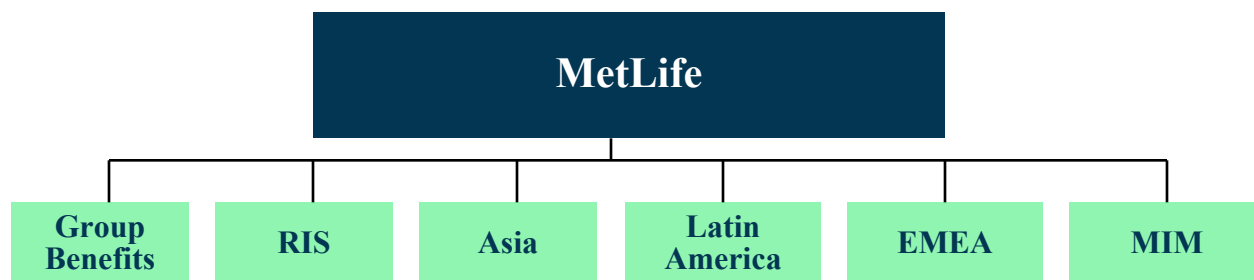 MetLife
Group
Benefits
RIS
Asia
Latin
America
EMEA
MIM